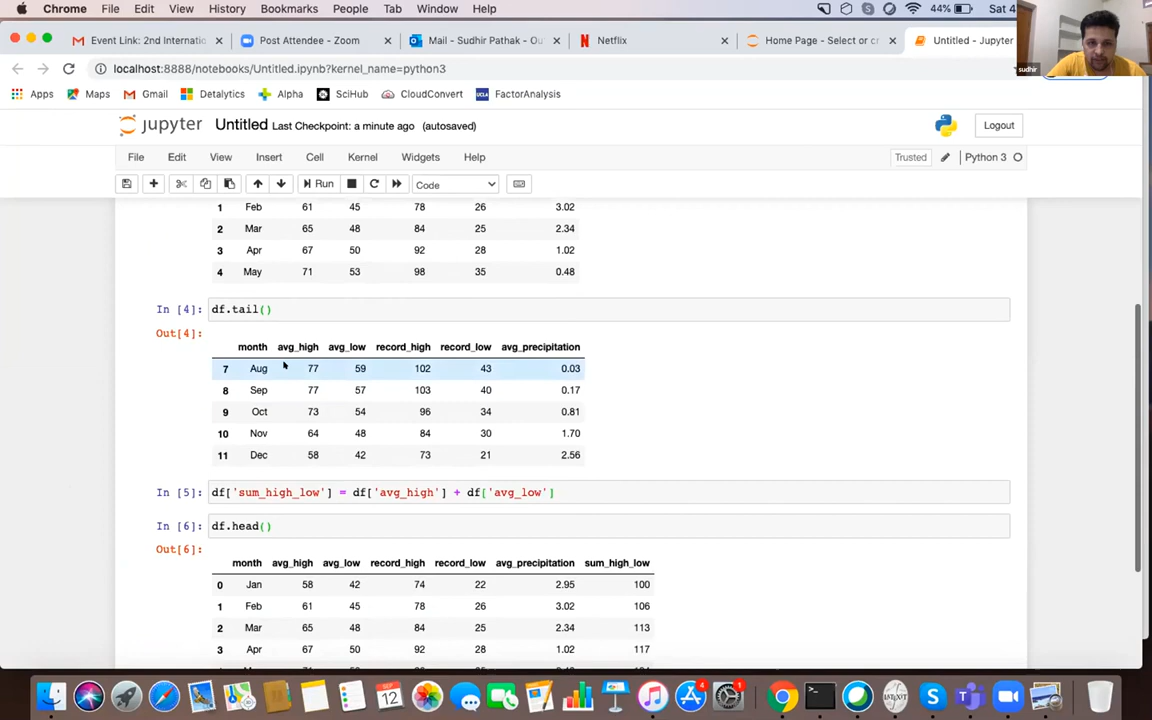 Chrome File Edit View History Bookmarks People Tab Window Help 44% Sat 4
Event Link: 2nd Internatio Post Attendee - Zoom Mail - Sudhir Pathak - Ou Netflix Home Page - Select or c Untitled - Jupyter
sudhir
localhost:8888/notebooks/Untitled.ipynb?kernel_name=python3
Apps Maps Gmail Detalytics Alpha SciHub CloudConvert UCLA FactorAnalysis
jupyter Untitled Last Checkpoint: a minute ago (autosaved) Logout
File Edit View Insert Cell Kernel Widgets Help Trusted Python 3
Run Code
1 Feb 61 45 78 26 3.02
2 Mar 65 48 84 25 2.34
3 Apr 67 50 92 28 1.02
4 May 71 53 98 35 0.48
In [4]: df.tail()
Out[4]:
month avg_high avg_low record_high record_low avg_precipitation
7 Aug 77 59 102 43 0.03
8 Sep 77 57 103 40 0.17
9 Oct 73 54 96 34 0.81
10 Nov 64 48 84 30 1.70
11 Dec 58 42 73 21 2.56
In [5]: df['sum_high_low'] = df['avg_high'] + df['avg_low']
In [6]: df.head()
Out[6]:
month avg_high avg_low record_high record_low avg_precipitation sum_high_low
0 Jan 58 42 74 22 2.95 100
1 Feb 61 45 78 26 3.02 106
2 Mar 65 48 84 25 2.34 113
3 Apr 67 50 92 28 1.02 117
SEP
12
4
1